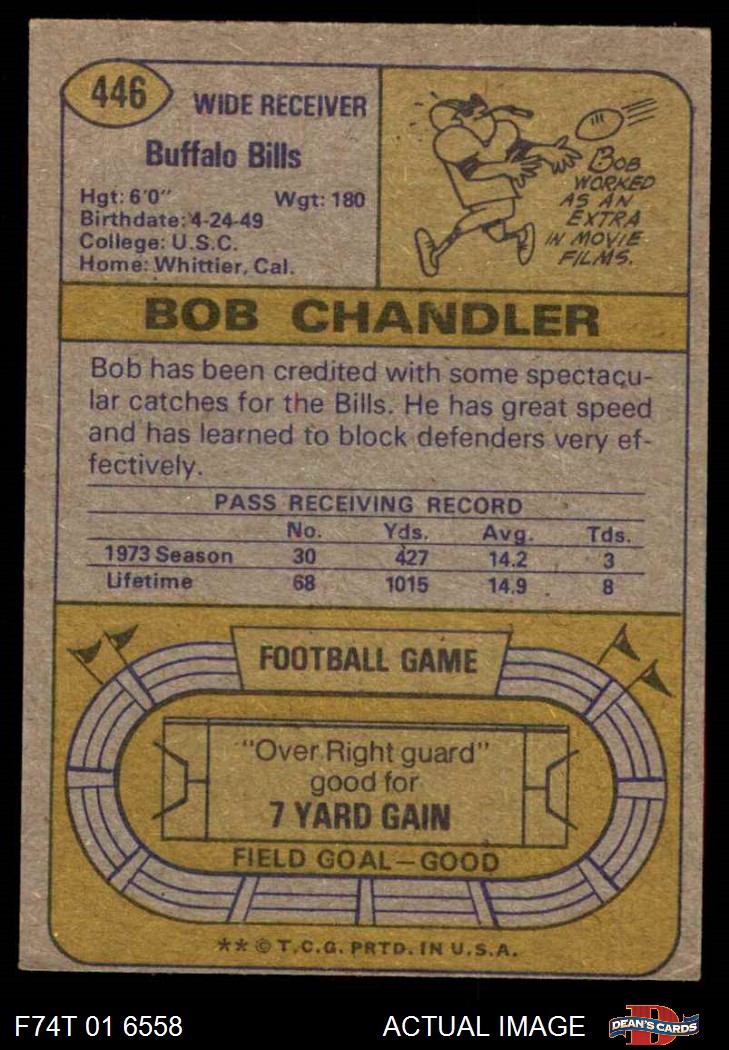 446
WIDE RECEIVER
Buffalo Bills
Hgt: 6'0" Wgt: 180
Birthdate: 4-24-49
College: U.S.C.
Home: Whittier, Cal.
BOB
WORKED
AS AN
EXTRA
IN MOVIE
FILMS.
BOB CHANDLER
Bob has been credited with some spectacu-
lar catches for the Bills. He has great speed
and has learned to block defenders very ef-
fectively.
PASS RECEIVING RECORD
No. Yds. Avg. Tds.
1973 Season 30 427 14.2 3
Lifetime 68 1015 14.9 8
FOOTBALL GAME
"Over Right guard"
good for
7 YARD GAIN
FIELD GOAL—GOOD
** © T.C.G. PRTD. IN U.S.A.
F74T 01 6558 ACTUAL IMAGE
D
DEAN'S CARDS